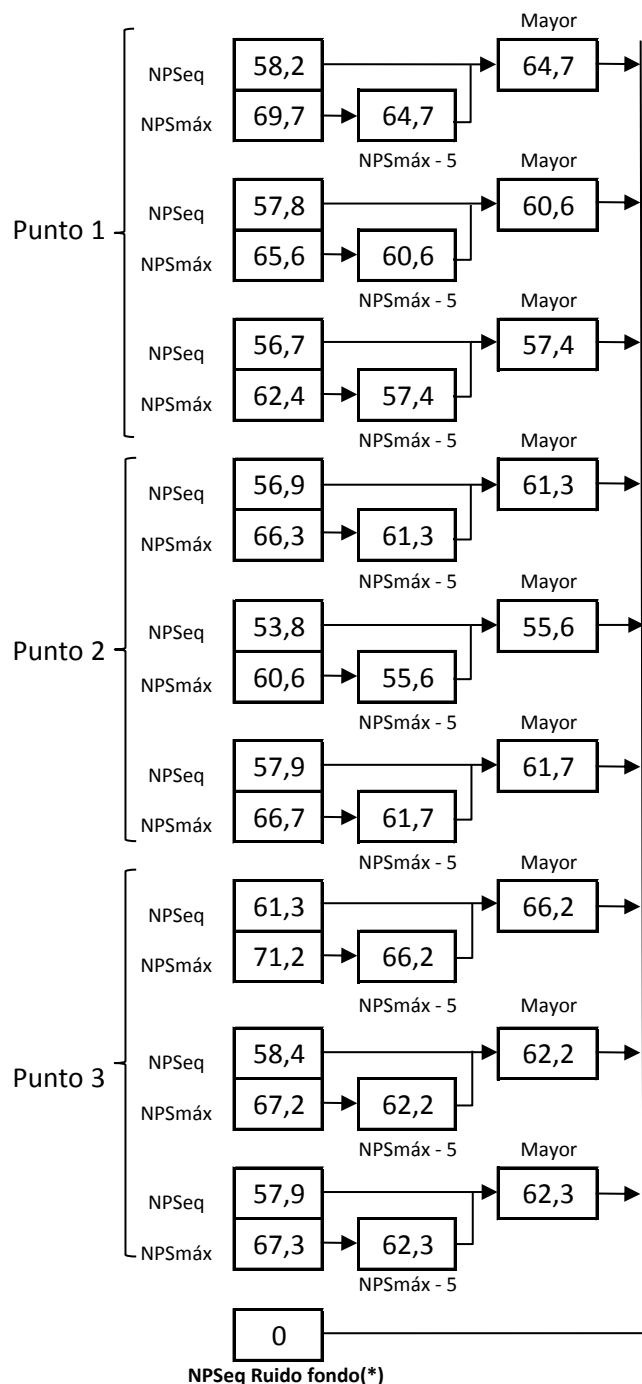 Mayor
NPSeq 58,2 64,7
NPSmáx 69,7 64,7
NPSmáx - 5
Mayor
NPSeq 57,8 60,6
Punto 1
NPSmáx 65,6 60,6
NPSmáx - 5
Mayor
NPSeq 56,7 57,4
NPSmáx 62,4 57,4
NPSmáx - 5
Mayor
NPSeq 56,9 61,3
NPSmáx 66,3 61,3
NPSmáx - 5
Mayor
NPSeq 53,8 55,6
Punto 2
NPSmáx 60,6 55,6
NPSmáx - 5
Mayor
NPSeq 57,9 61,7
NPSmáx 66,7 61,7
NPSmáx - 5
Mayor
NPSeq 61,3 66,2
NPSmáx 71,2 66,2
NPSmáx - 5
Mayor
NPSeq 58,4 62,2
Punto 3
NPSmáx 67,2 62,2
NPSmáx - 5
Mayor
NPSeq 57,9 62,3
NPSmáx 67,3 62,3
NPSmáx - 5
0
NPSeq Ruido fondo(*)